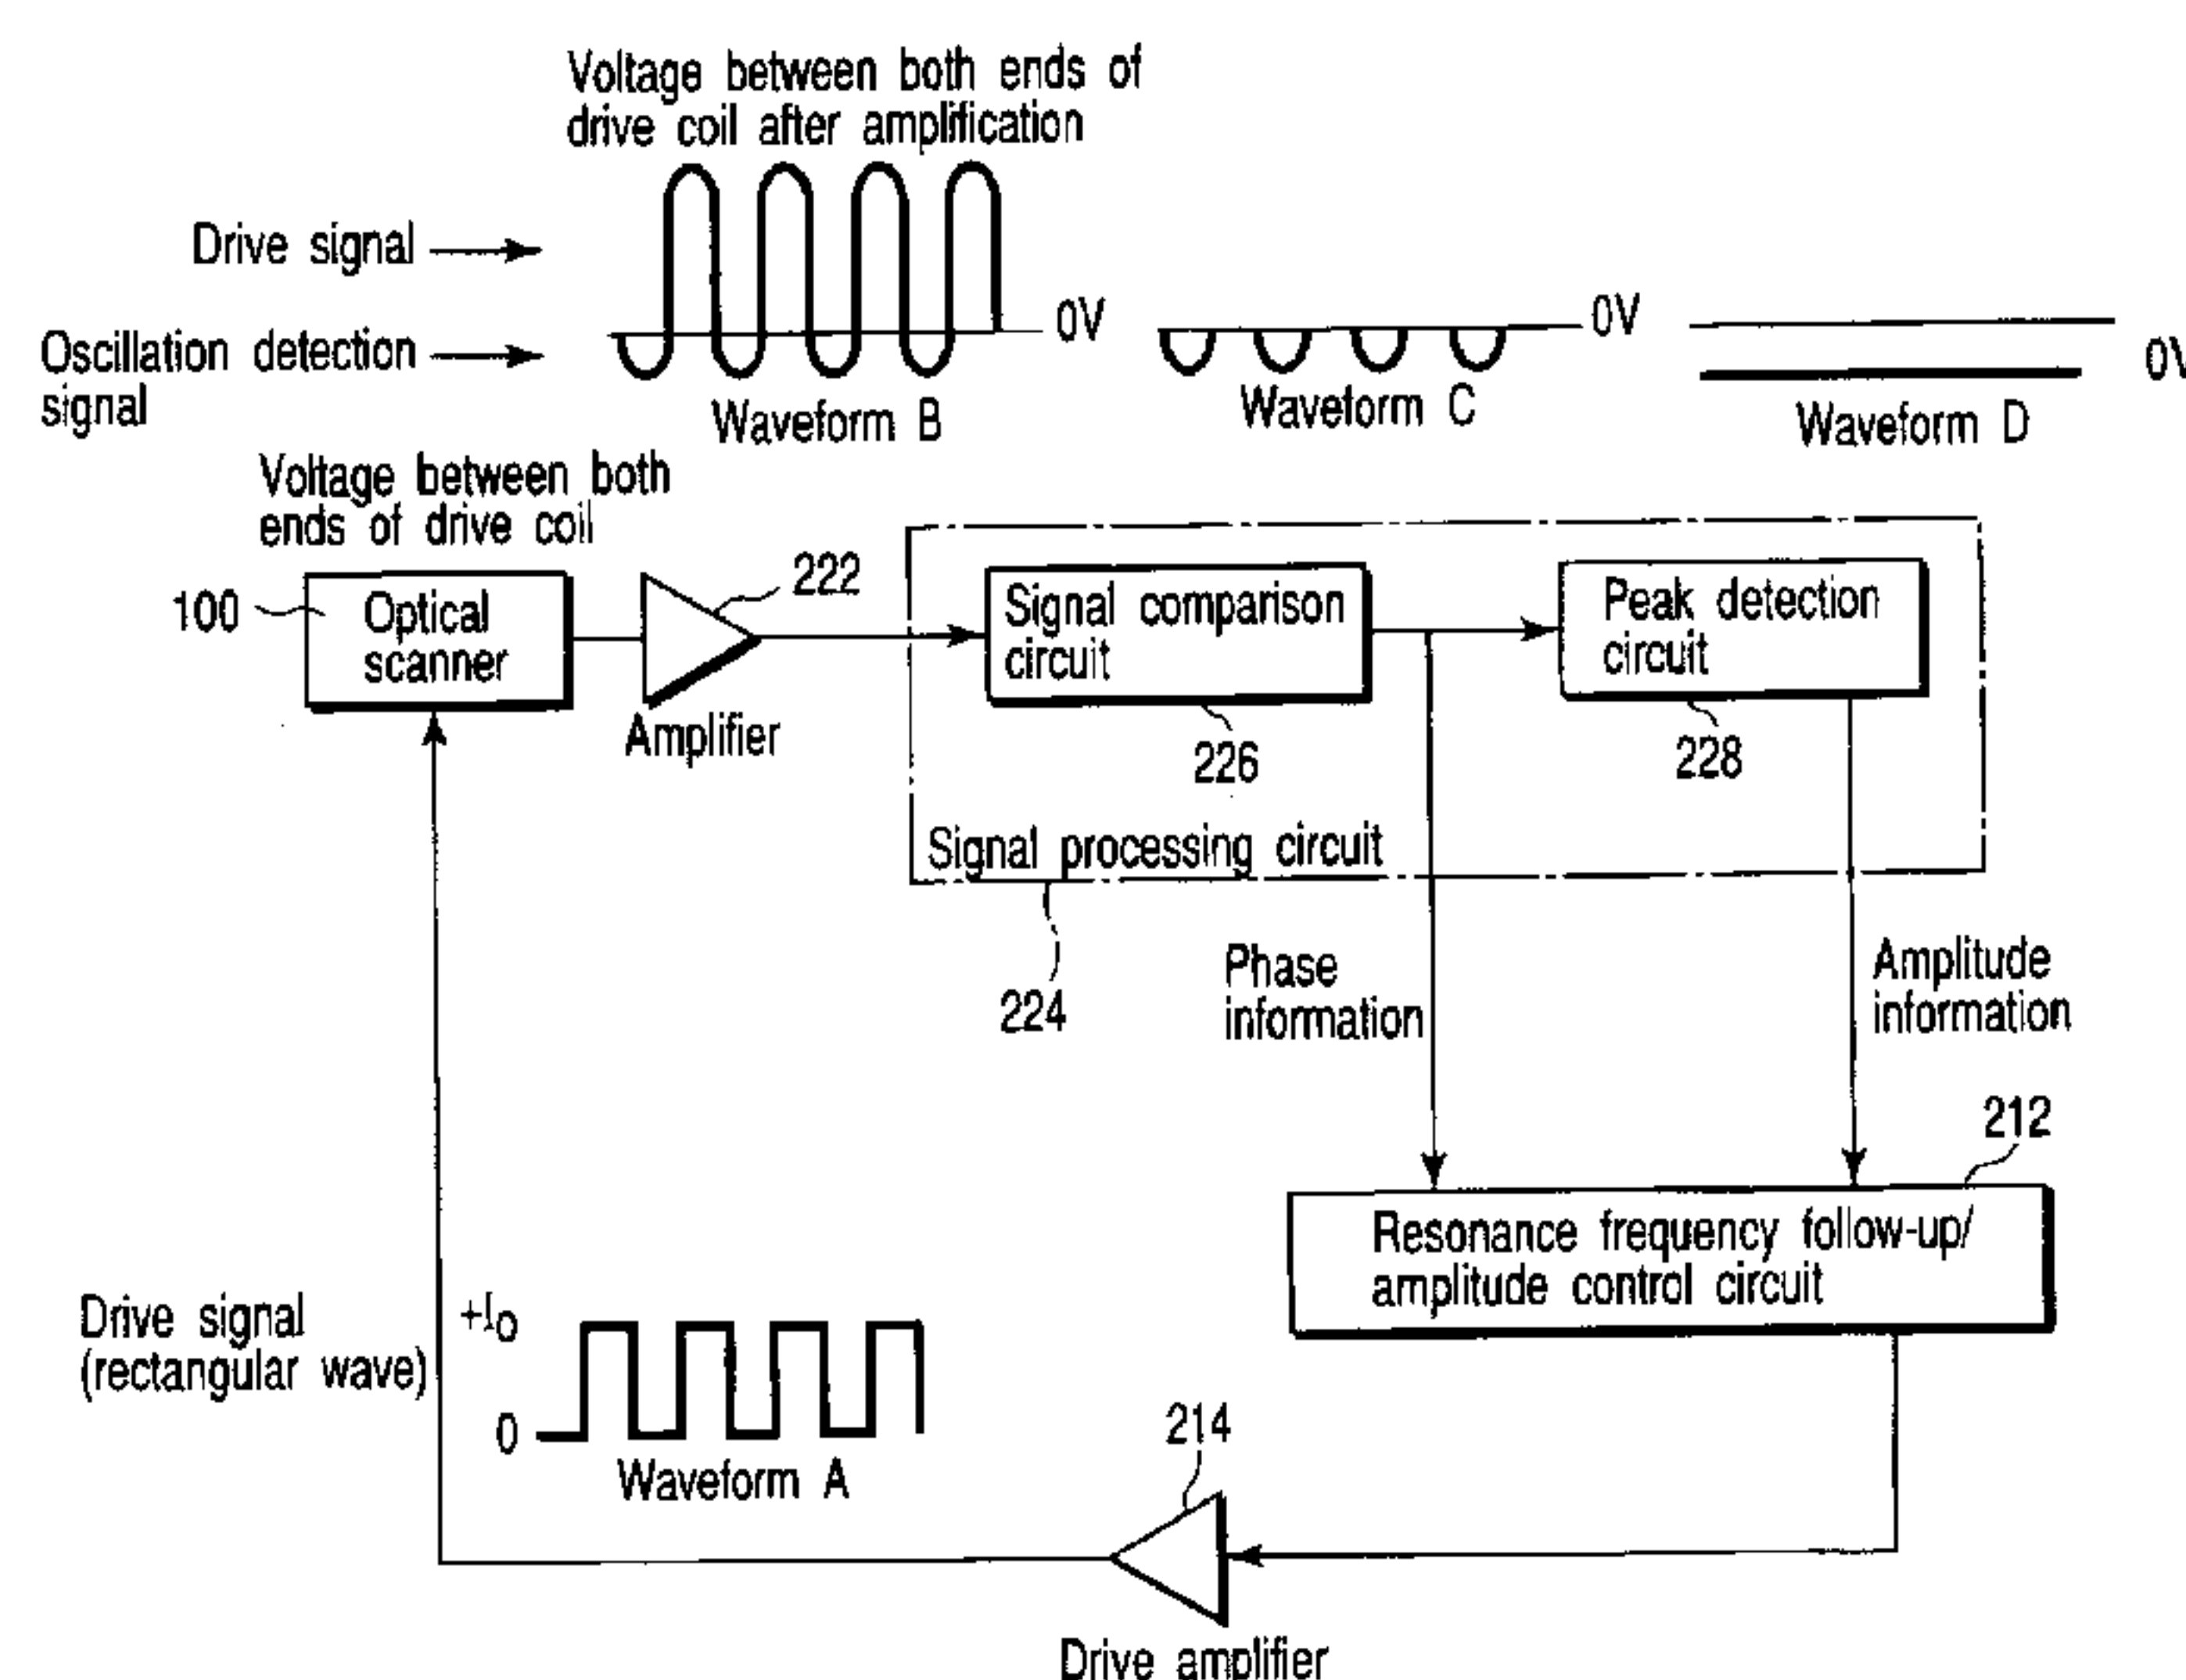 Voltage between both ends of
drive coil after amplification
Drive signal
0V
0V
Oscillation detection
signal
0V
Waveform B
Waveform C
Waveform D
Voltage between both
ends of drive coil
222
100
Optical
scanner
Signal comparison
circuit
Peak detection
circuit
Amplifier
226
228
Signal processing circuit
224
Phase
information
Amplitude
information
212
Resonance frequency follow-up/
amplitude control circuit
Drive signal
(rectangular wave)
+I0
0
Waveform A
214
Drive amplifier